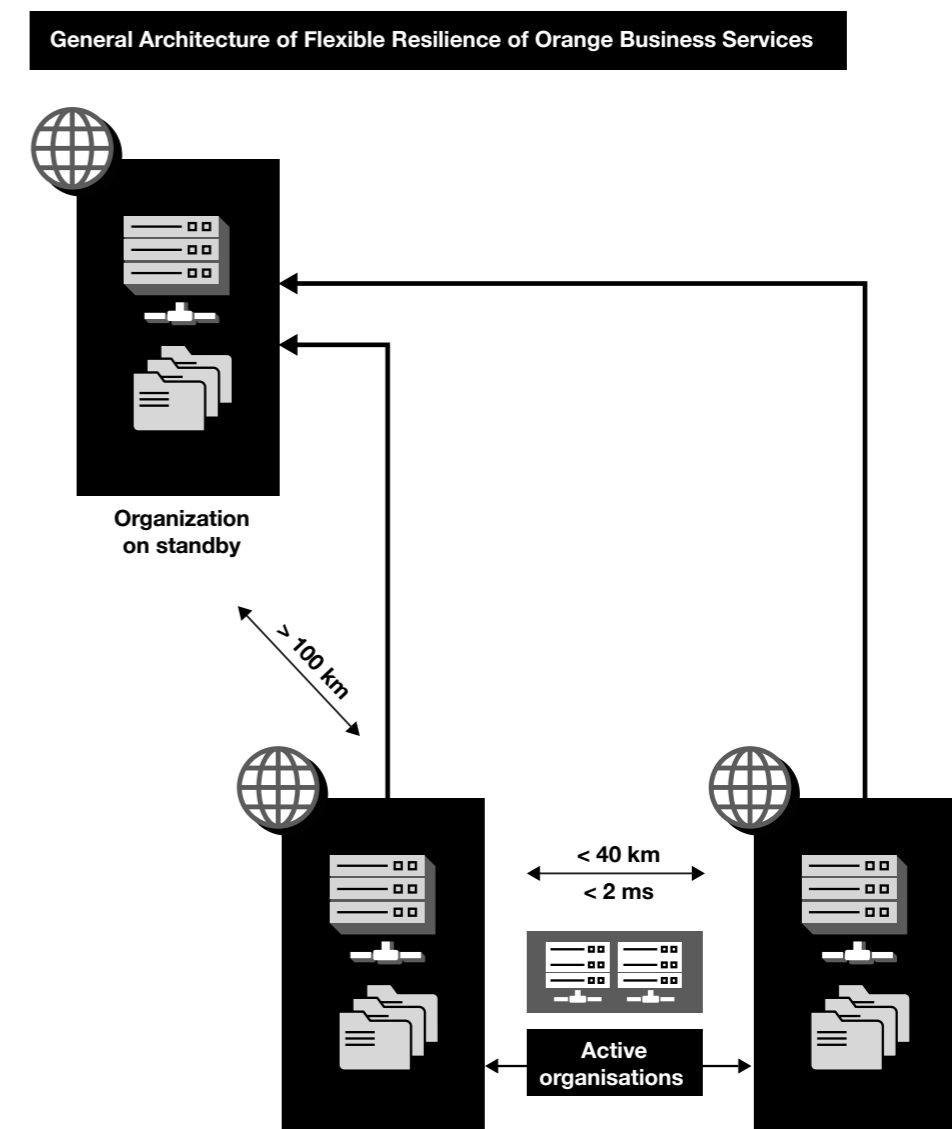 General Architecture of Flexible Resilience of Orange Business Services
Organization
on standby
> 100 km
< 40 km
< 2 ms
Active
organisations